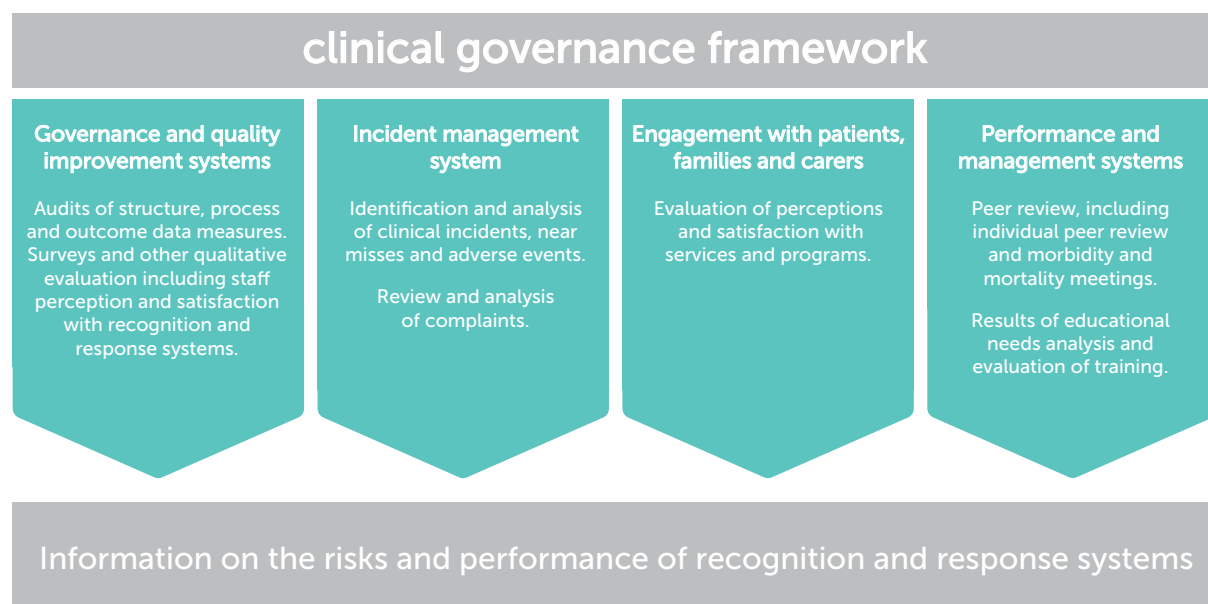 clinical governance framework
Governance and quality
improvement systems
Audits of structure, process
and outcome data measures.
Surveys and other qualitative
evaluation including staff
perception and satisfaction
with recognition and
response systems.
Incident management
system
Identification and analysis
of clinical incidents, near
misses and adverse events.
Review and analysis
of complaints.
Engagement with patients,
families and carers
Evaluation of perceptions
and satisfaction with
services and programs.
Performance and
management systems
Peer review, including
individual peer review
and morbidity and
mortality meetings.
Results of educational
needs analysis and
evaluation of training.
Information on the risks and performance of recognition and response systems